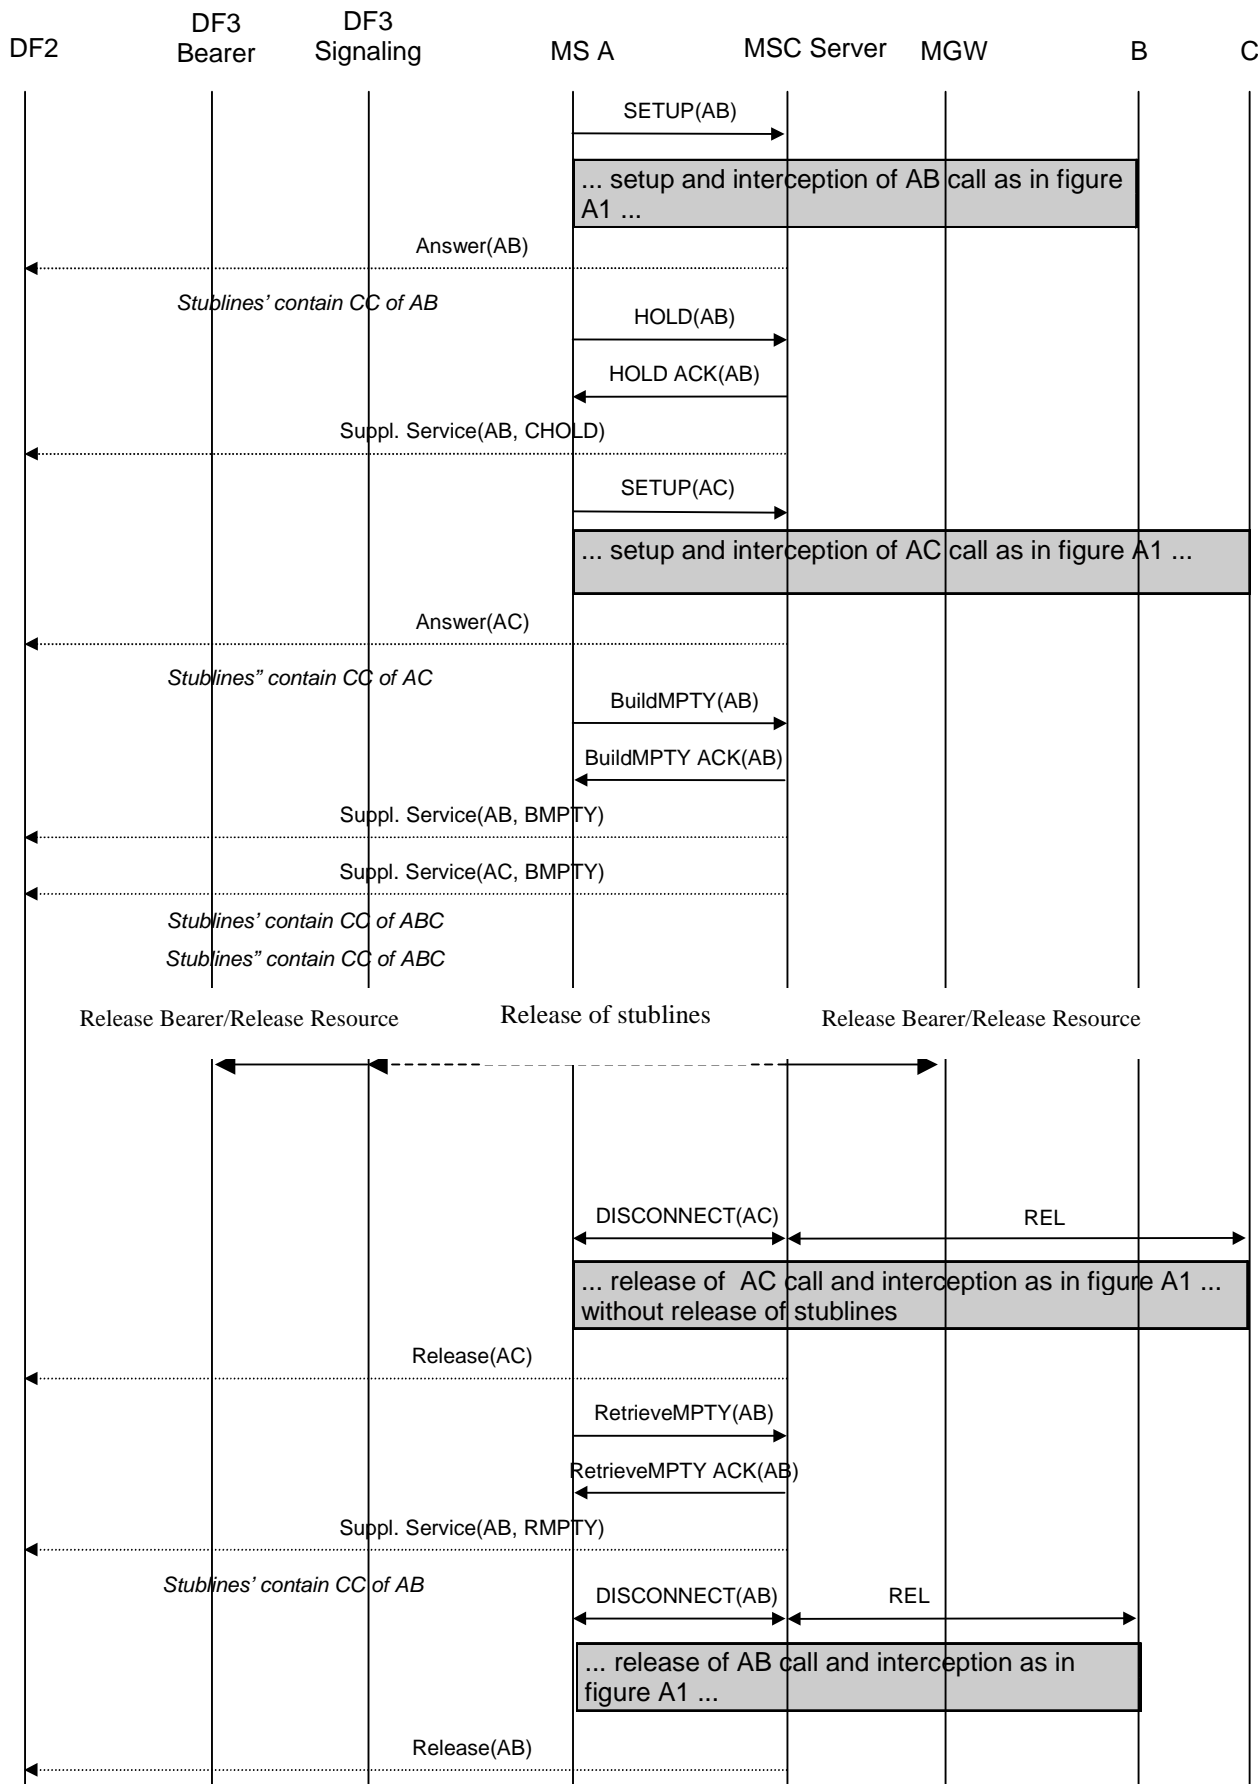 DF2
DF3
Bearer
DF3
Signaling
MS A
MSC Server
MGW
B
C
SETUP(AB)
... setup and interception of AB call as in figure
A1 ...
Answer(AB)
Stublines’ contain CC of AB
HOLD(AB)
HOLD ACK(AB)
Suppl. Service(AB, CHOLD)
SETUP(AC)
... setup and interception of AC call as in figure A1 ...
Answer(AC)
Stublines” contain CC of AC
BuildMPTY(AB)
BuildMPTY ACK(AB)
Suppl. Service(AB, BMPTY)
Suppl. Service(AC, BMPTY)
Stublines’ contain CC of ABC
Stublines” contain CC of ABC
Release Bearer/Release Resource
Release of stublines
Release Bearer/Release Resource
DISCONNECT(AC)
REL
... release of  AC call and interception as in figure A1 ...
without release of stublines
Release(AC)
RetrieveMPTY(AB)
RetrieveMPTY ACK(AB)
Suppl. Service(AB, RMPTY)
Stublines’ contain CC of AB
DISCONNECT(AB)
REL
... release of AB call and interception as in
figure A1 ...
Release(AB)